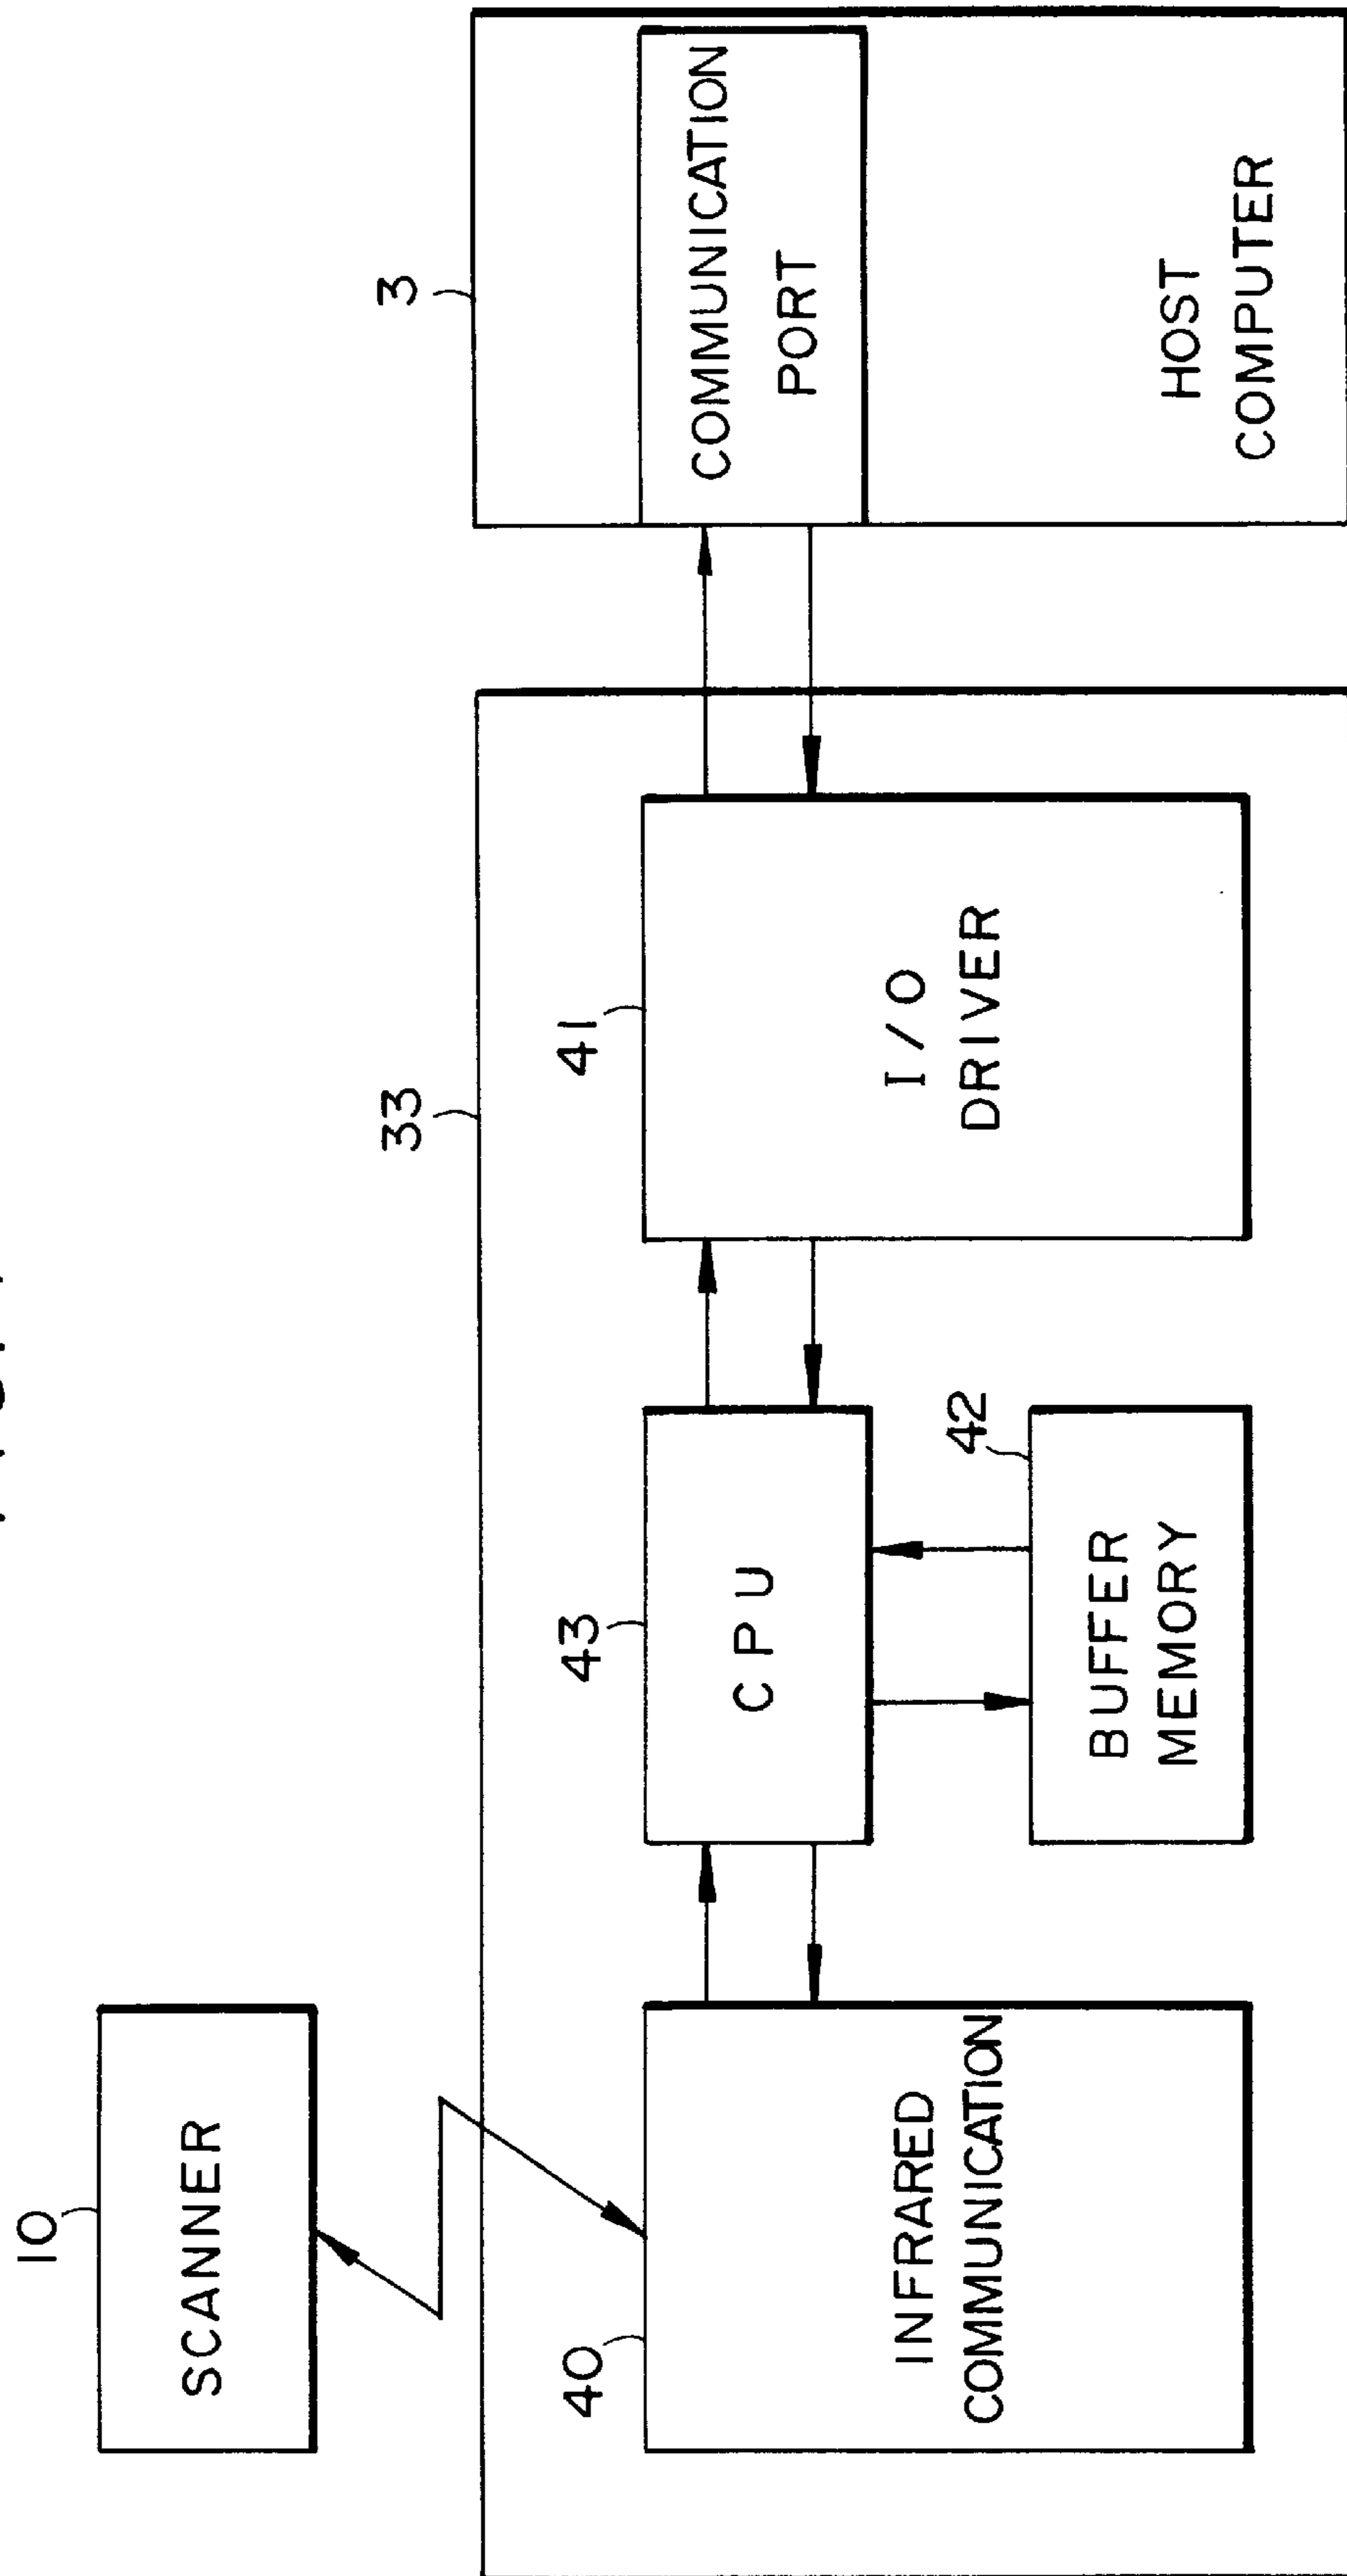 10
SCANNER
33
3
40
INFRARED
COMMUNICATION
43
CPU
42
BUFFER
MEMORY
41
I/O
DRIVER
COMMUNICATION
PORT
HOST
COMPUTER